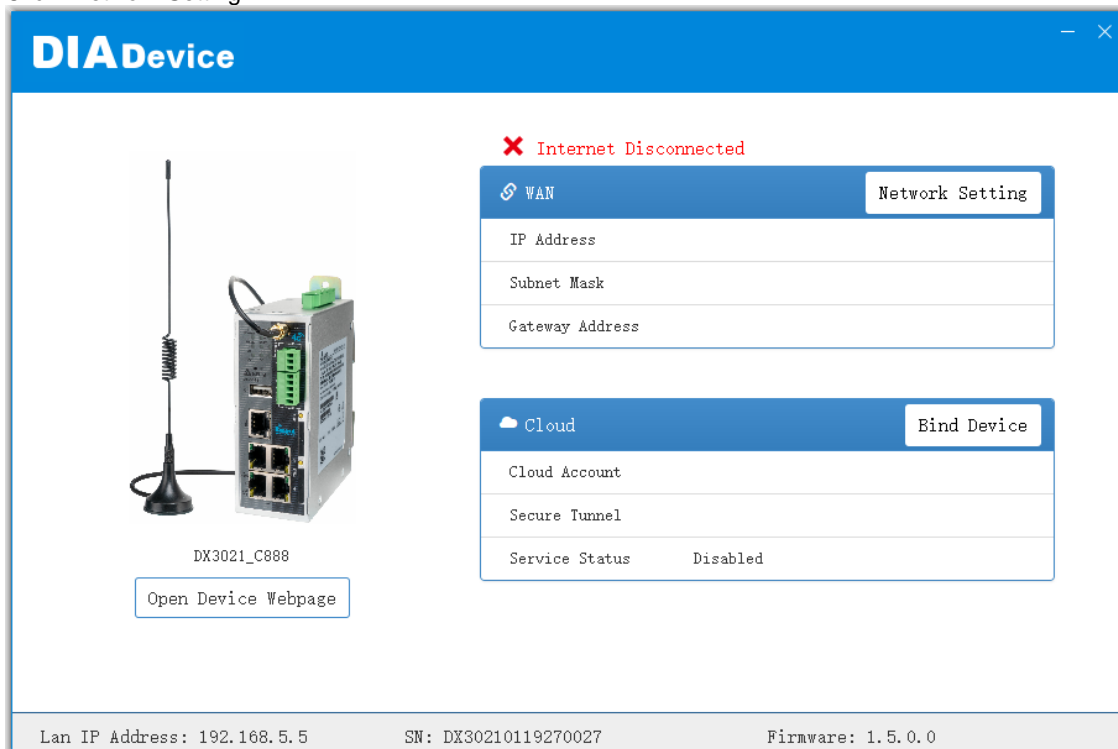 DIADevice
Internet Disconnected
WAN
Network Setting
IP Address
Subnet Mask
Gateway Address
Cloud
Bind Device
Cloud Account
Secure Tunnel
Service Status Disabled
DX3021_C888
Open Device Webpage
Lan IP Address: 192.168.5.5 SN: DX30210119270027 Firmware: 1.5.0.0